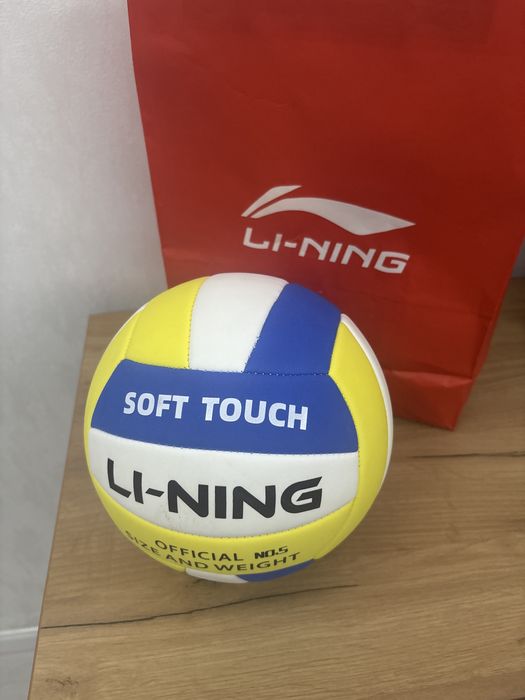 LI-NING
SOFT TOUCH
LI-NING
OFFICIAL NO.5
SIZE AND WEIGHT